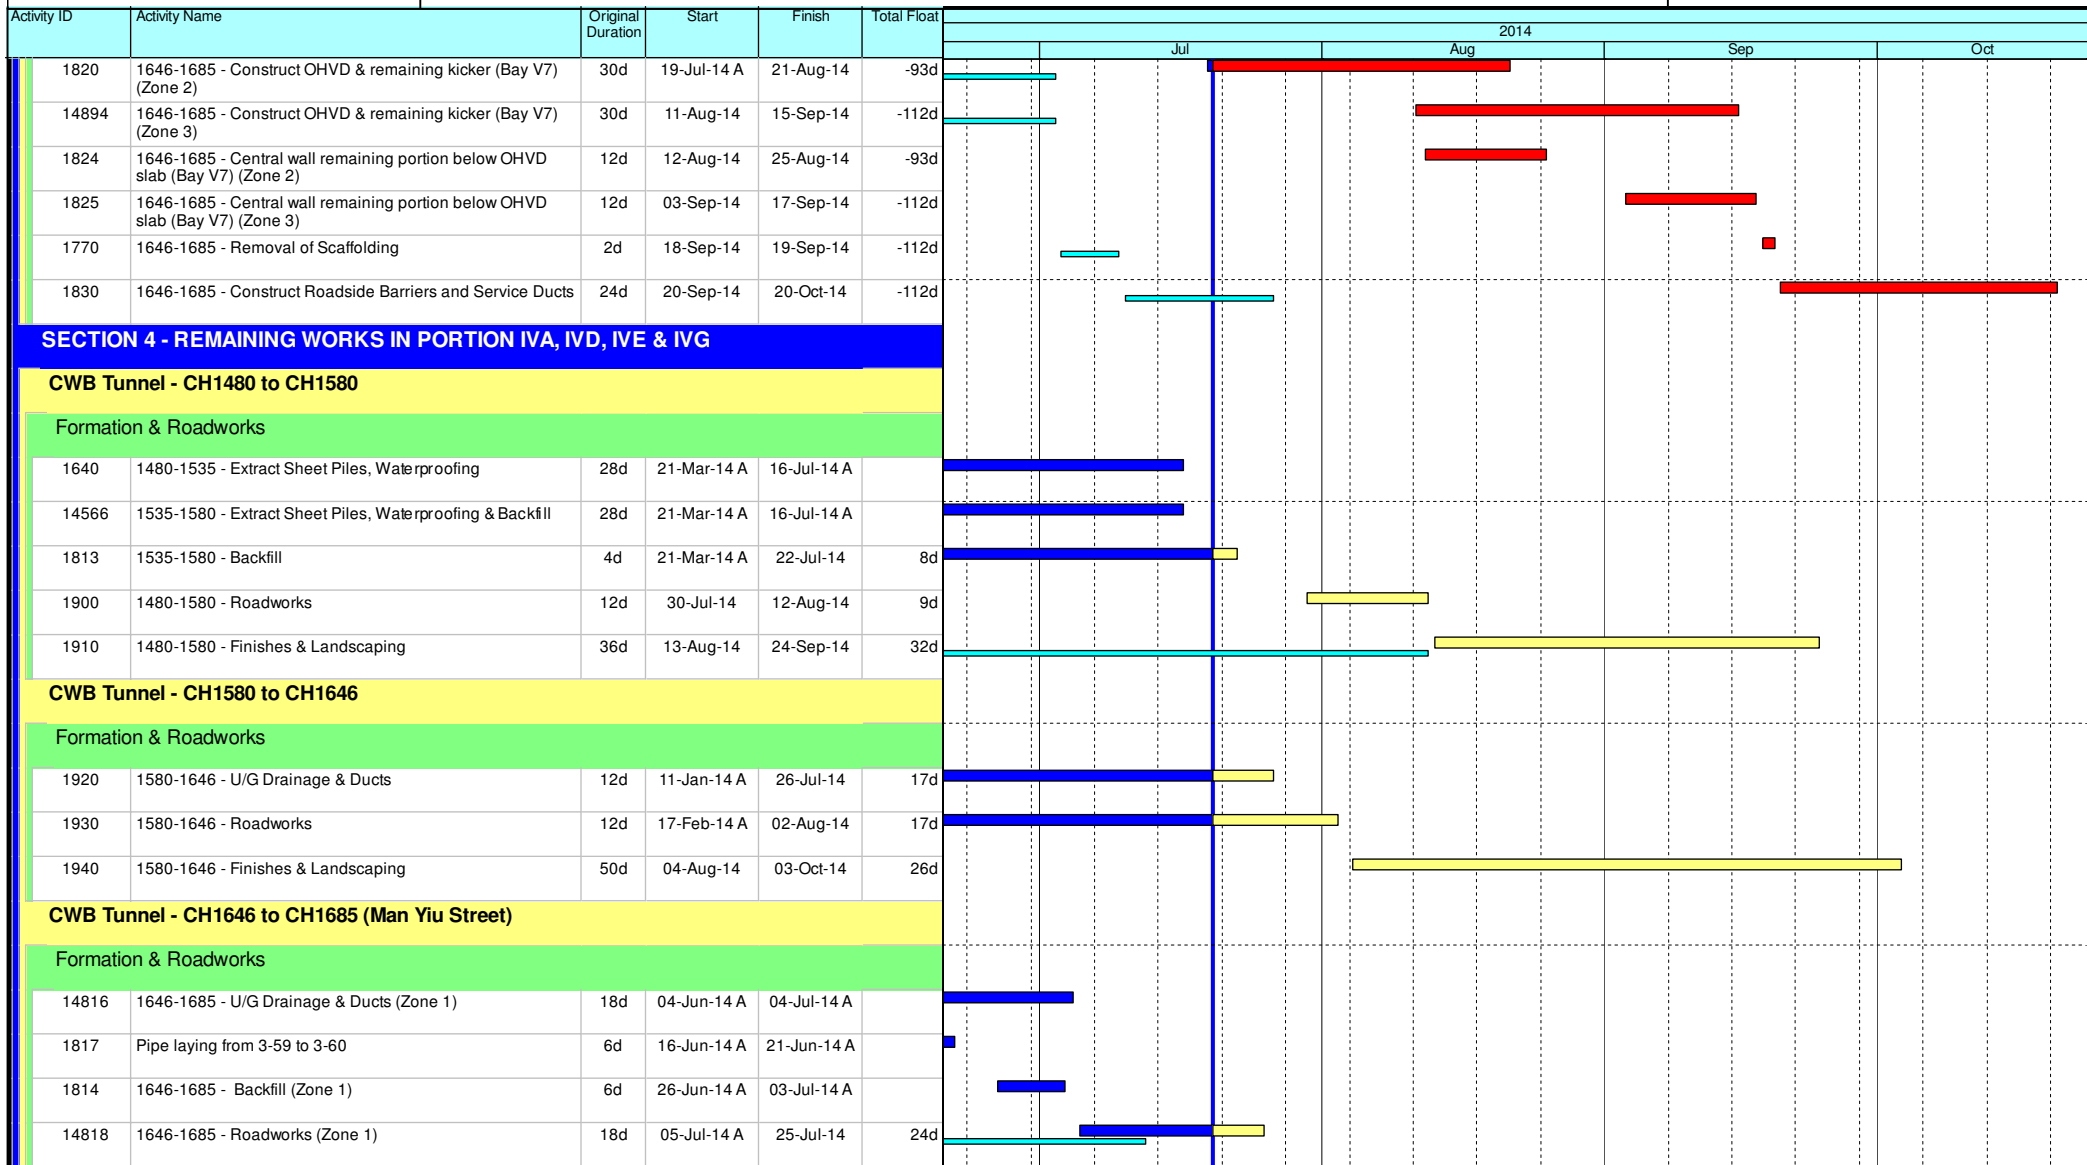 Activity ID Activity Name Original Duration Start Finish Total Float
2014
Jul Aug Sep Oct
1820 1646-1685 - Construct OHVD & remaining kicker (Bay V7) 30d 19-Jul-14 A 21-Aug-14 -93d
(Zone 2)
14894 1646-1685 - Construct OHVD & remaining kicker (Bay V7) 30d 11-Aug-14 15-Sep-14 -112d
(Zone 3)
1824 1646-1685 - Central wall remaining portion below OHVD 12d 12-Aug-14 25-Aug-14 -93d
slab (Bay V7) (Zone 2)
1825 1646-1685 - Central wall remaining portion below OHVD 12d 03-Sep-14 17-Sep-14 -112d
slab (Bay V7) (Zone 3)
1770 1646-1685 - Removal of Scaffolding 2d 18-Sep-14 19-Sep-14 -112d
1830 1646-1685 - Construct Roadside Barriers and Service Ducts 24d 20-Sep-14 20-Oct-14 -112d
SECTION 4 - REMAINING WORKS IN PORTION IVA, IVD, IVE & IVG
CWB Tunnel - CH1480 to CH1580
Formation & Roadworks
1640 1480-1535 - Extract Sheet Piles, Waterproofing 28d 21-Mar-14 A 16-Jul-14 A
14566 1535-1580 - Extract Sheet Piles, Waterproofing & Backfill 28d 21-Mar-14 A 16-Jul-14 A
1813 1535-1580 - Backfill 4d 21-Mar-14 A 22-Jul-14 8d
1900 1480-1580 - Roadworks 12d 30-Jul-14 12-Aug-14 9d
1910 1480-1580 - Finishes & Landscaping 36d 13-Aug-14 24-Sep-14 32d
CWB Tunnel - CH1580 to CH1646
Formation & Roadworks
1920 1580-1646 - U/G Drainage & Ducts 12d 11-Jan-14 A 26-Jul-14 17d
1930 1580-1646 - Roadworks 12d 17-Feb-14 A 02-Aug-14 17d
1940 1580-1646 - Finishes & Landscaping 50d 04-Aug-14 03-Oct-14 26d
CWB Tunnel - CH1646 to CH1685 (Man Yiu Street)
Formation & Roadworks
14816 1646-1685 - U/G Drainage & Ducts (Zone 1) 18d 04-Jun-14 A 04-Jul-14 A
1817 Pipe laying from 3-59 to 3-60 6d 16-Jun-14 A 21-Jun-14 A
1814 1646-1685 - Backfill (Zone 1) 6d 26-Jun-14 A 03-Jul-14 A
14818 1646-1685 - Roadworks (Zone 1) 18d 05-Jul-14 A 25-Jul-14 24d